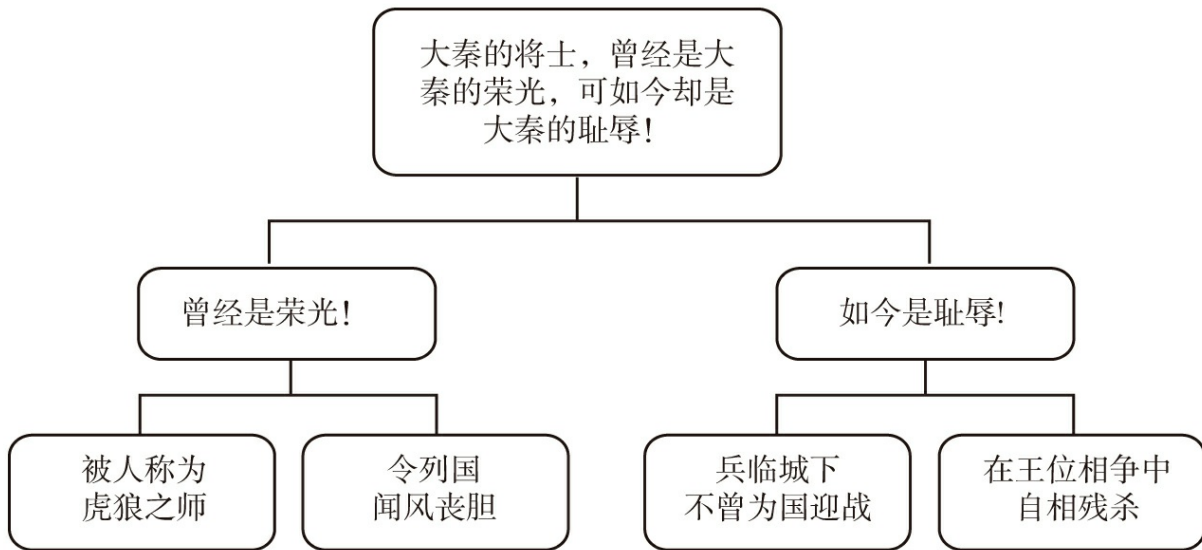 大秦的将士，曾经是大
秦的荣光，可如今却是
大秦的耻辱！
曾经是荣光！
如今是耻辱!
被人称为
虎狼之师
令列国
闻风丧胆
兵临城下
不曾为国迎战
在王位相争中
自相残杀